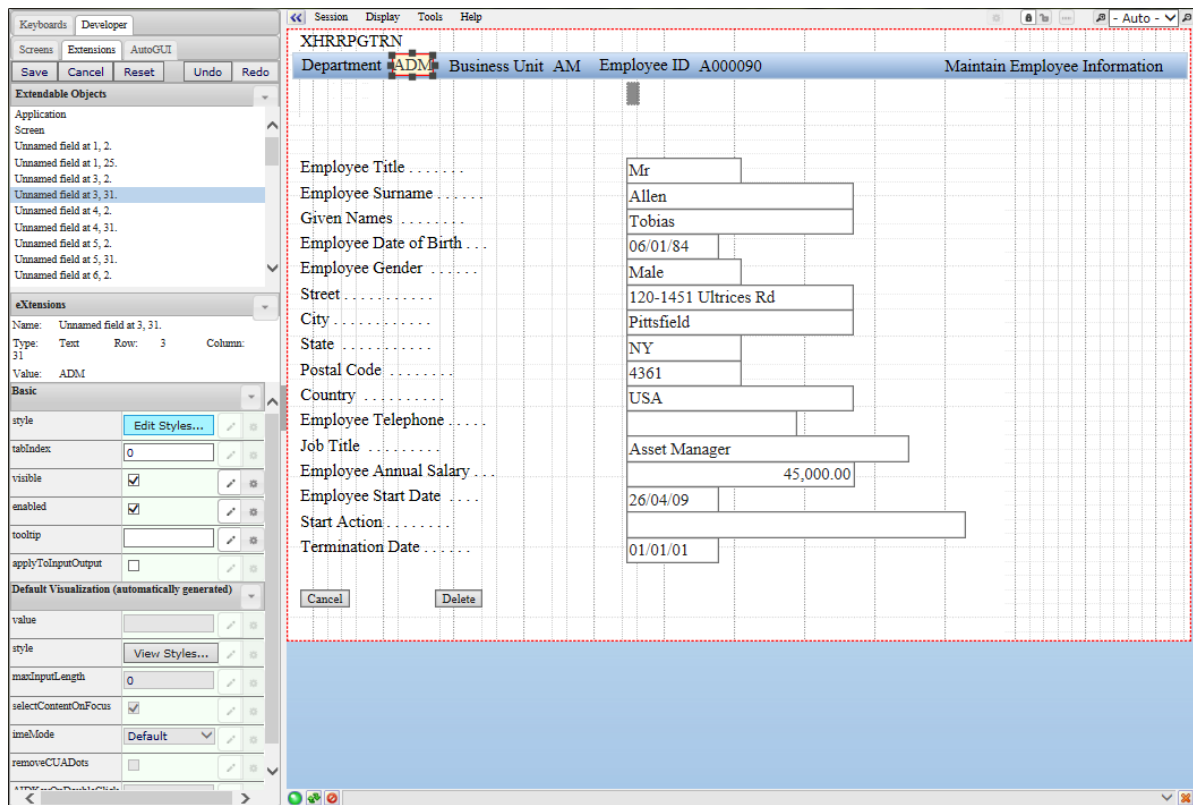 Keyboards Developer
Screens Extensions AutoGUI
Save Cancel Reset Undo Redo
Extendable Objects
Application
Screen
Unnamed field at 1, 2.
Unnamed field at 1, 25.
Unnamed field at 3, 2.
Unnamed field at 3, 31.
Unnamed field at 4, 2.
Unnamed field at 4, 31.
Unnamed field at 5, 2.
Unnamed field at 5, 31.
Unnamed field at 6, 2.
eXtensions
Name: Unnamed field at 3, 31.
Type: Text Row: 3 Column:
31
Value: ADM
Basic
style Edit Styles...
tabIndex 0
visible
enabled
tooltip
applyToInputOutput
Default Visualization (automatically generated)
value
style View Styles...
maxInputLength 0
selectContentOnFocus
imeMode Default
removeCUADots
Session Display Tools Help
- Auto -
XHRRPGTRN
Department ADM Business Unit AM Employee ID A000090 Maintain Employee Information
Employee Title . . . . . . . Mr
Employee Surname . . . . . . Allen
Given Names . . . . . . . . Tobias
Employee Date of Birth . . . 06/01/84
Employee Gender . . . . . . Male
Street . . . . . . . . . . . 120-1451 Ultrices Rd
City . . . . . . . . . . . . Pittsfield
State . . . . . . . . . . . NY
Postal Code . . . . . . . . 4361
Country . . . . . . . . . . USA
Employee Telephone . . . . .
Job Title . . . . . . . . . Asset Manager
Employee Annual Salary . . . 45,000.00
Employee Start Date . . . . 26/04/09
Start Action . . . . . . . .
Termination Date . . . . . . 01/01/01
Cancel Delete